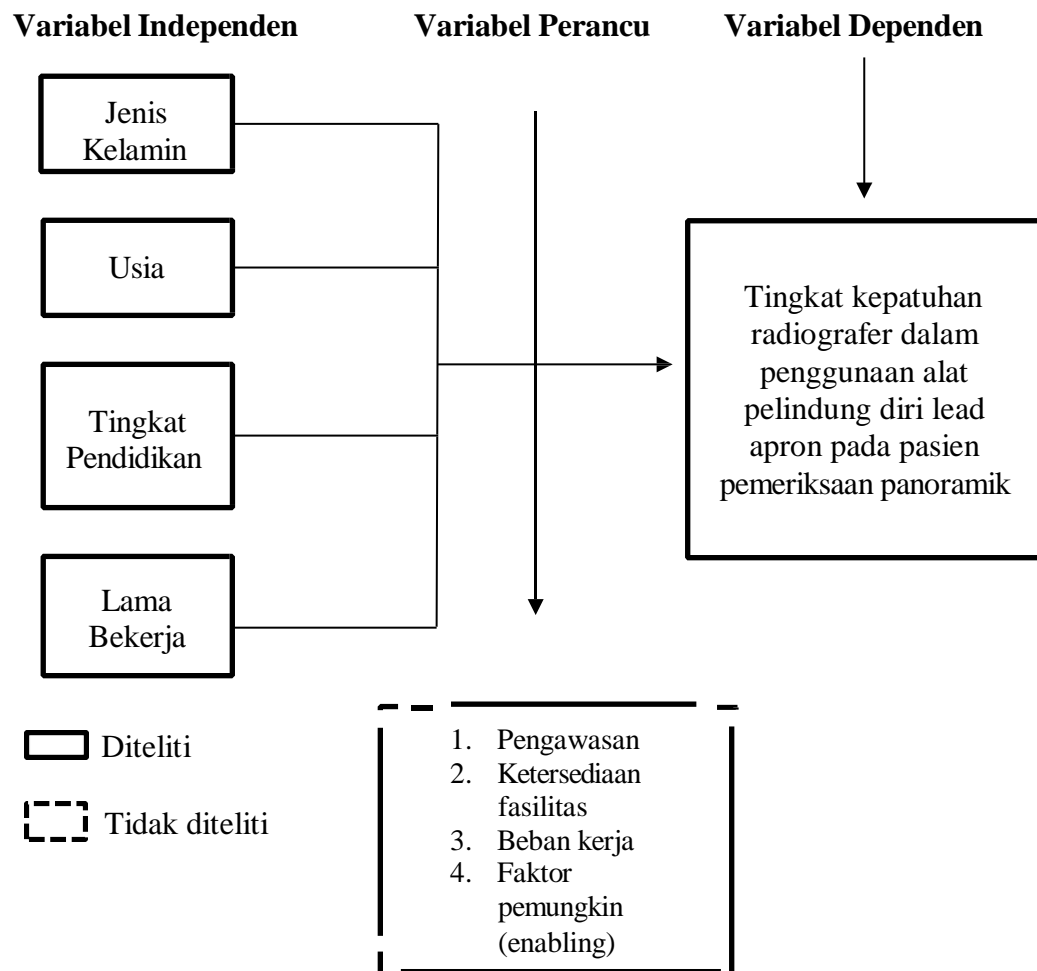 Variabel Independen
Variabel Perancu
Variabel Dependen
Jenis
Kelamin
Usia
Tingkat
Pendidikan
Lama
Bekerja
Tingkat kepatuhan
radiografer dalam
penggunaan alat
pelindung diri lead
apron pada pasien
pemeriksaan panoramik
Diteliti
Tidak diteliti
1. Pengawasan
2. Ketersediaan
fasilitas
3. Beban kerja
4. Faktor
pemungkin
(enabling)